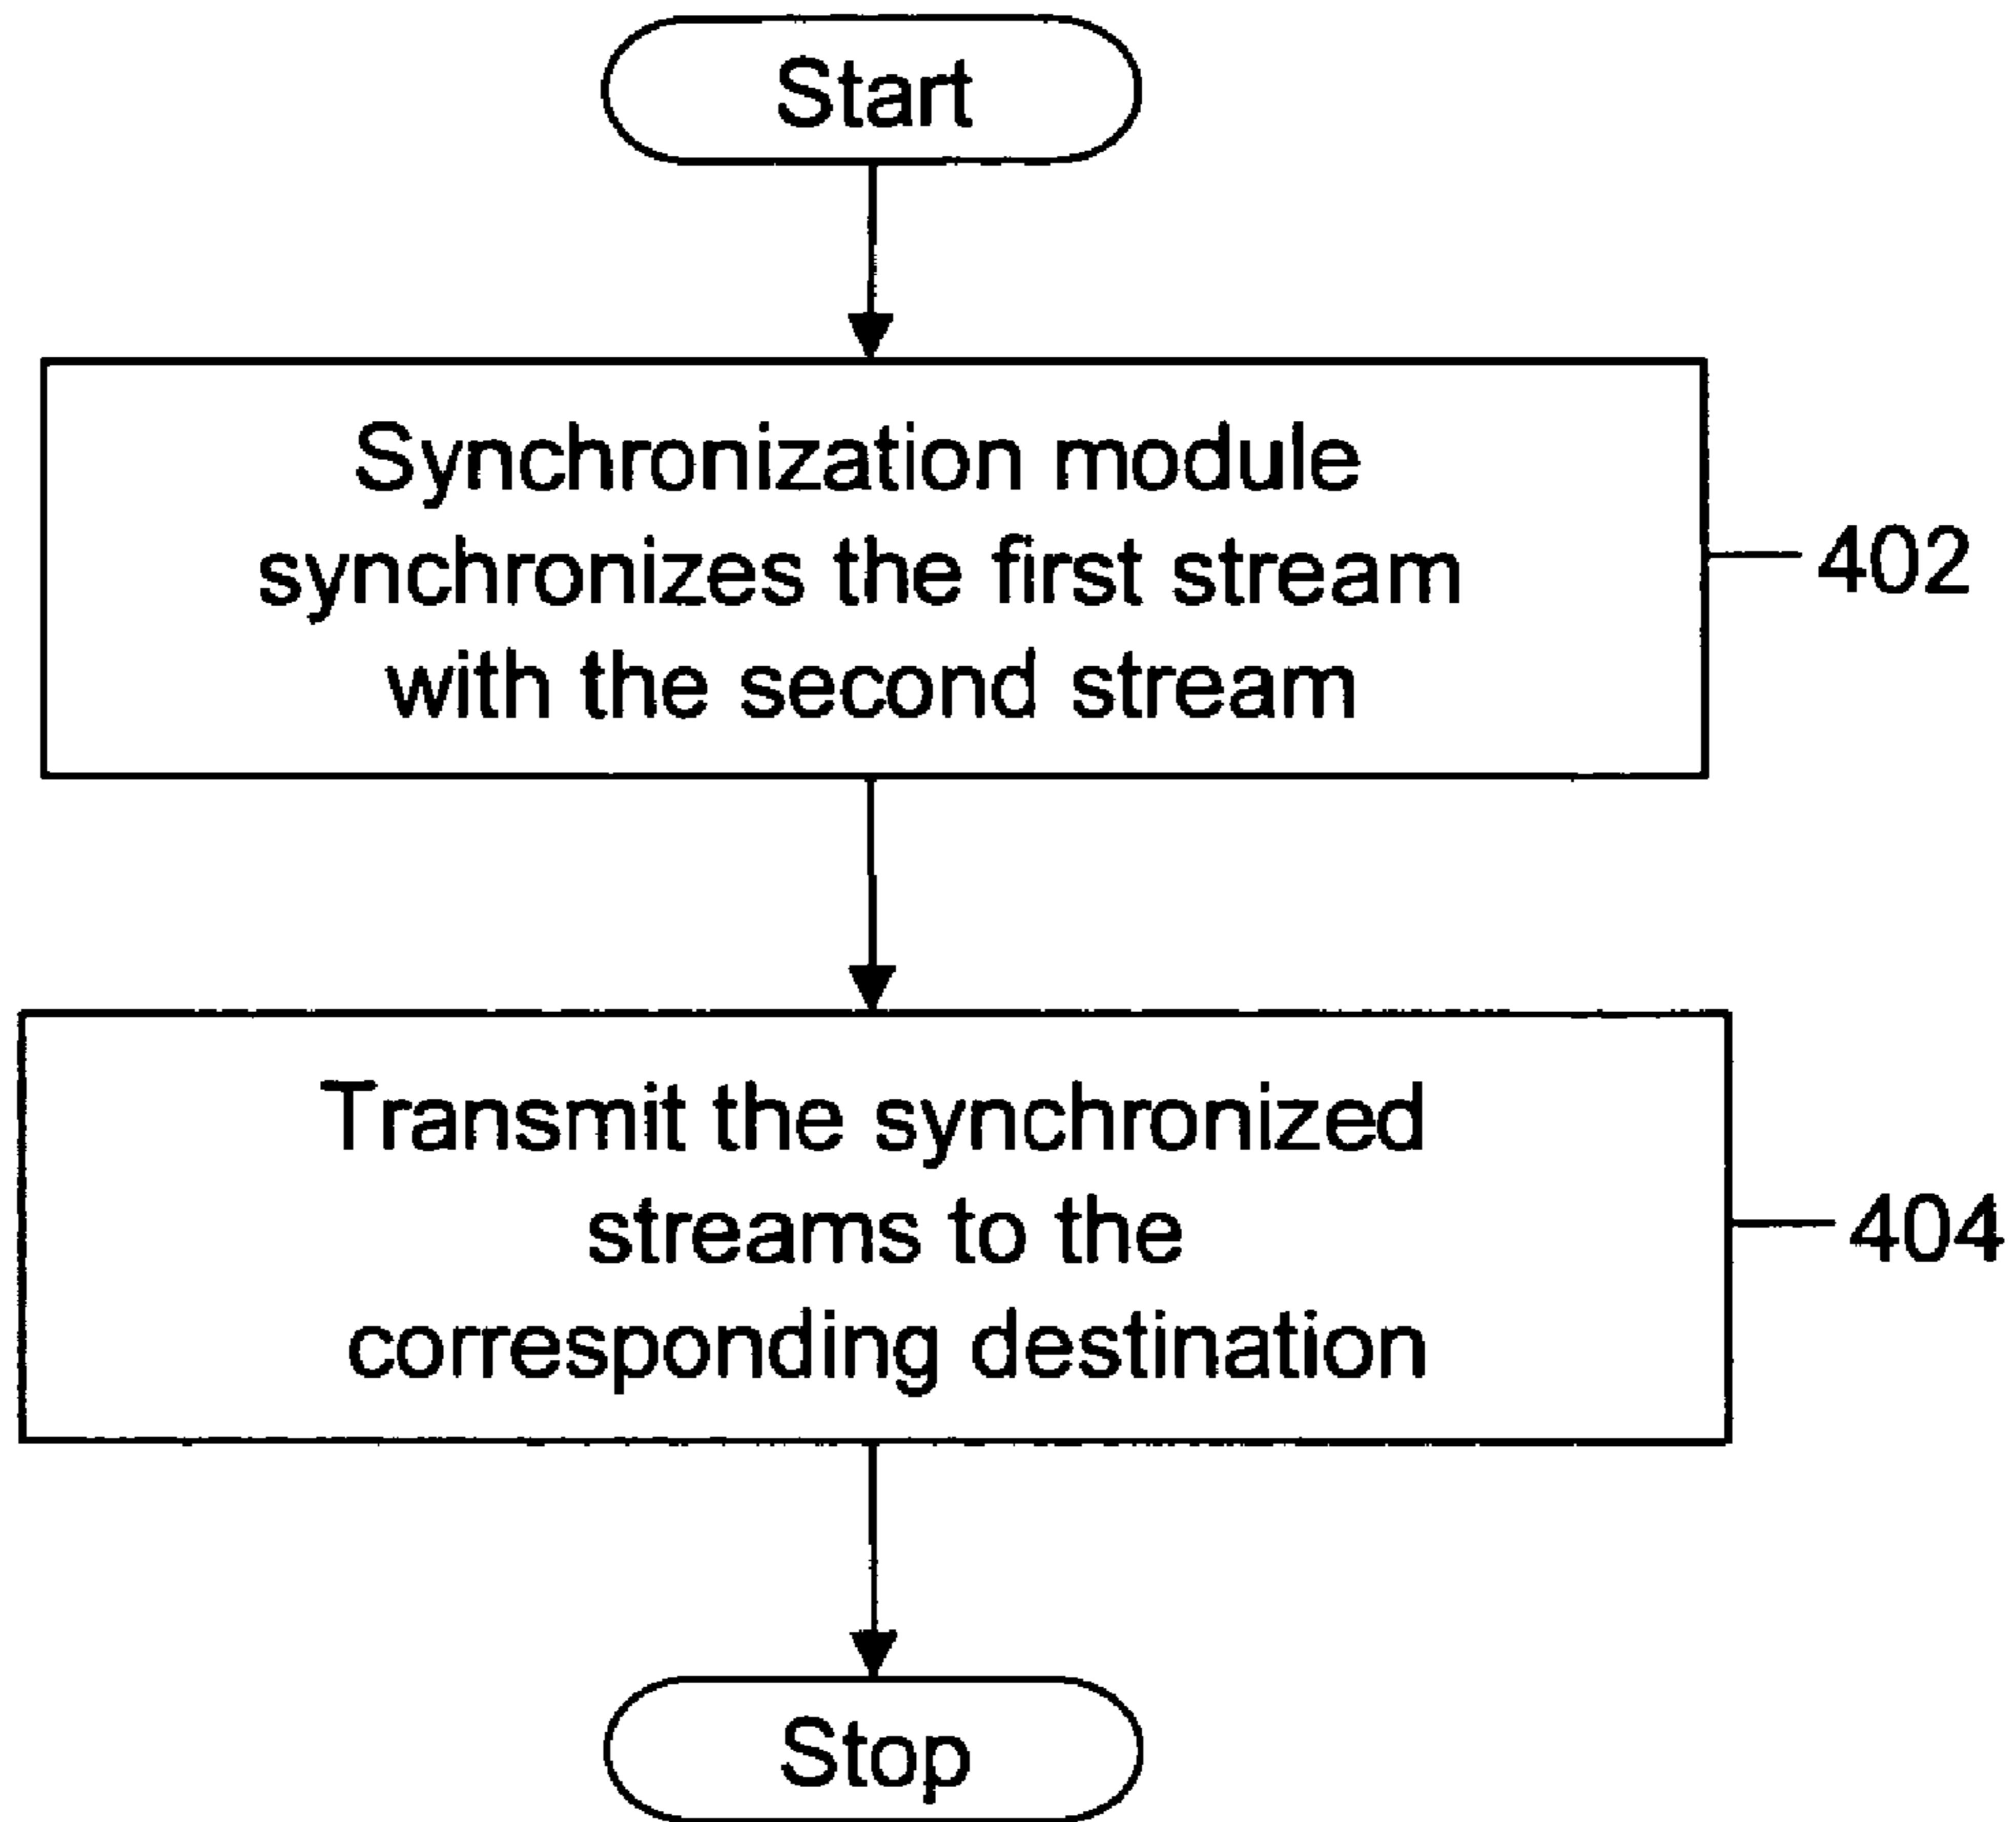 Start
Synchronization module
synchronizes the first stream
with the second stream
402
Transmit the synchronized
streams to the
corresponding destination
404
Stop